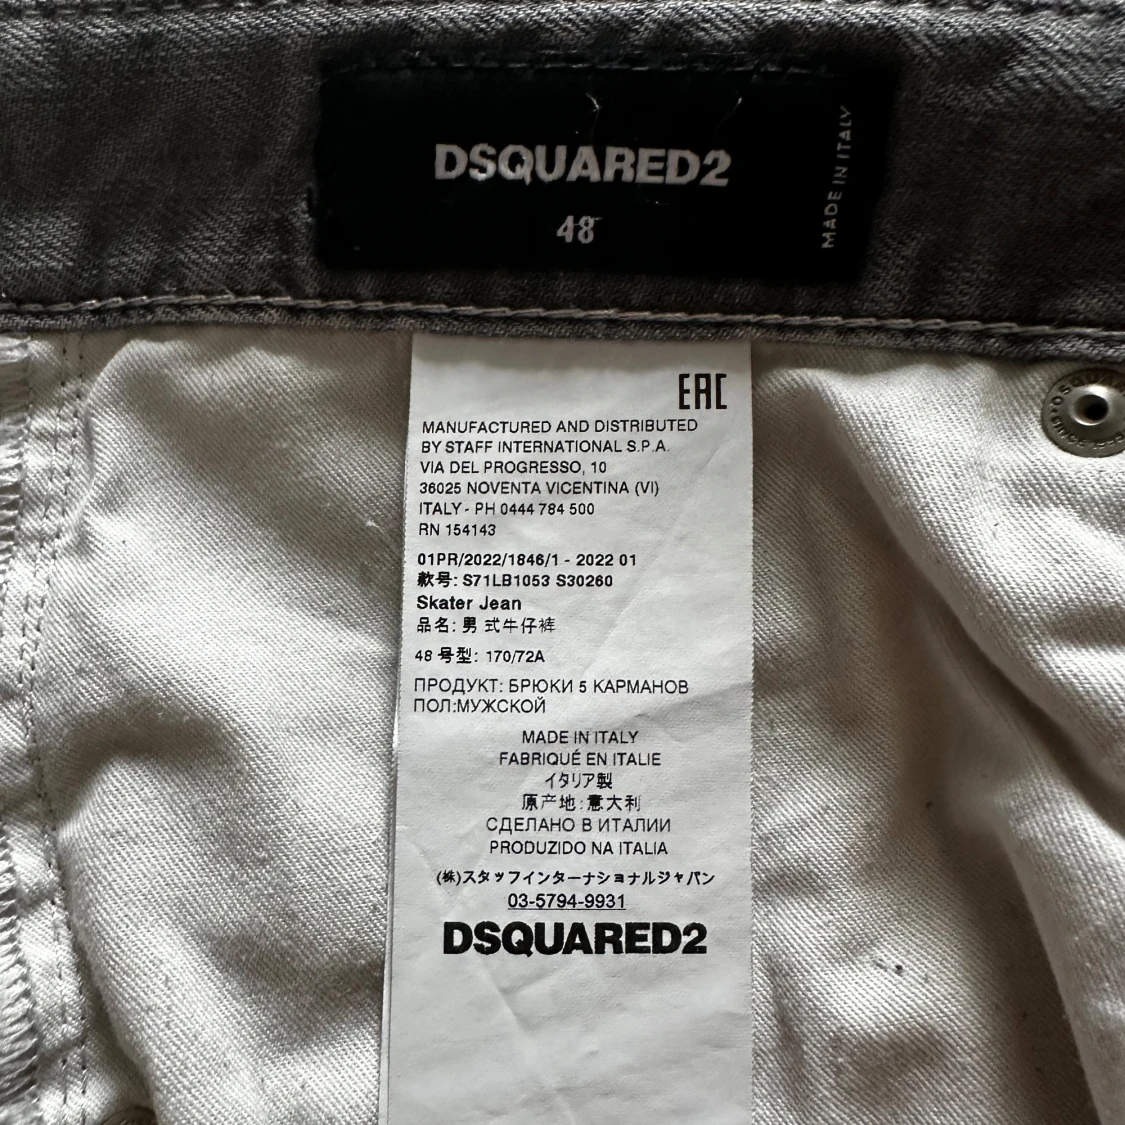 DSQUARED2
48
MADE IN ITALY
EAC
MANUFACTURED AND DISTRIBUTED
BY STAFF INTERNATIONAL S.P.A.
VIA DEL PROGRESSO, 10
36025 NOVENTA VICENTINA (VI)
ITALY - PH 0444 784 500
RN 154143
01PR/2022/1846/1 - 2022 01
款号: S71LB1053 S30260
Skater Jean
品名: 男 式牛仔裤
48 号型: 170/72A
ПРОДУКТ: БРЮКИ 5 КАРМАНОВ
ПОЛ:МУЖСКОЙ
MADE IN ITALY
FABRIQUÉ EN ITALIE
イタリア製
原产地:意大利
СДЕЛАНО В ИТАЛИИ
PRODUZIDO NA ITALIA
(株)スタッフインターナショナルジャパン
03-5794-9931
DSQUARED2